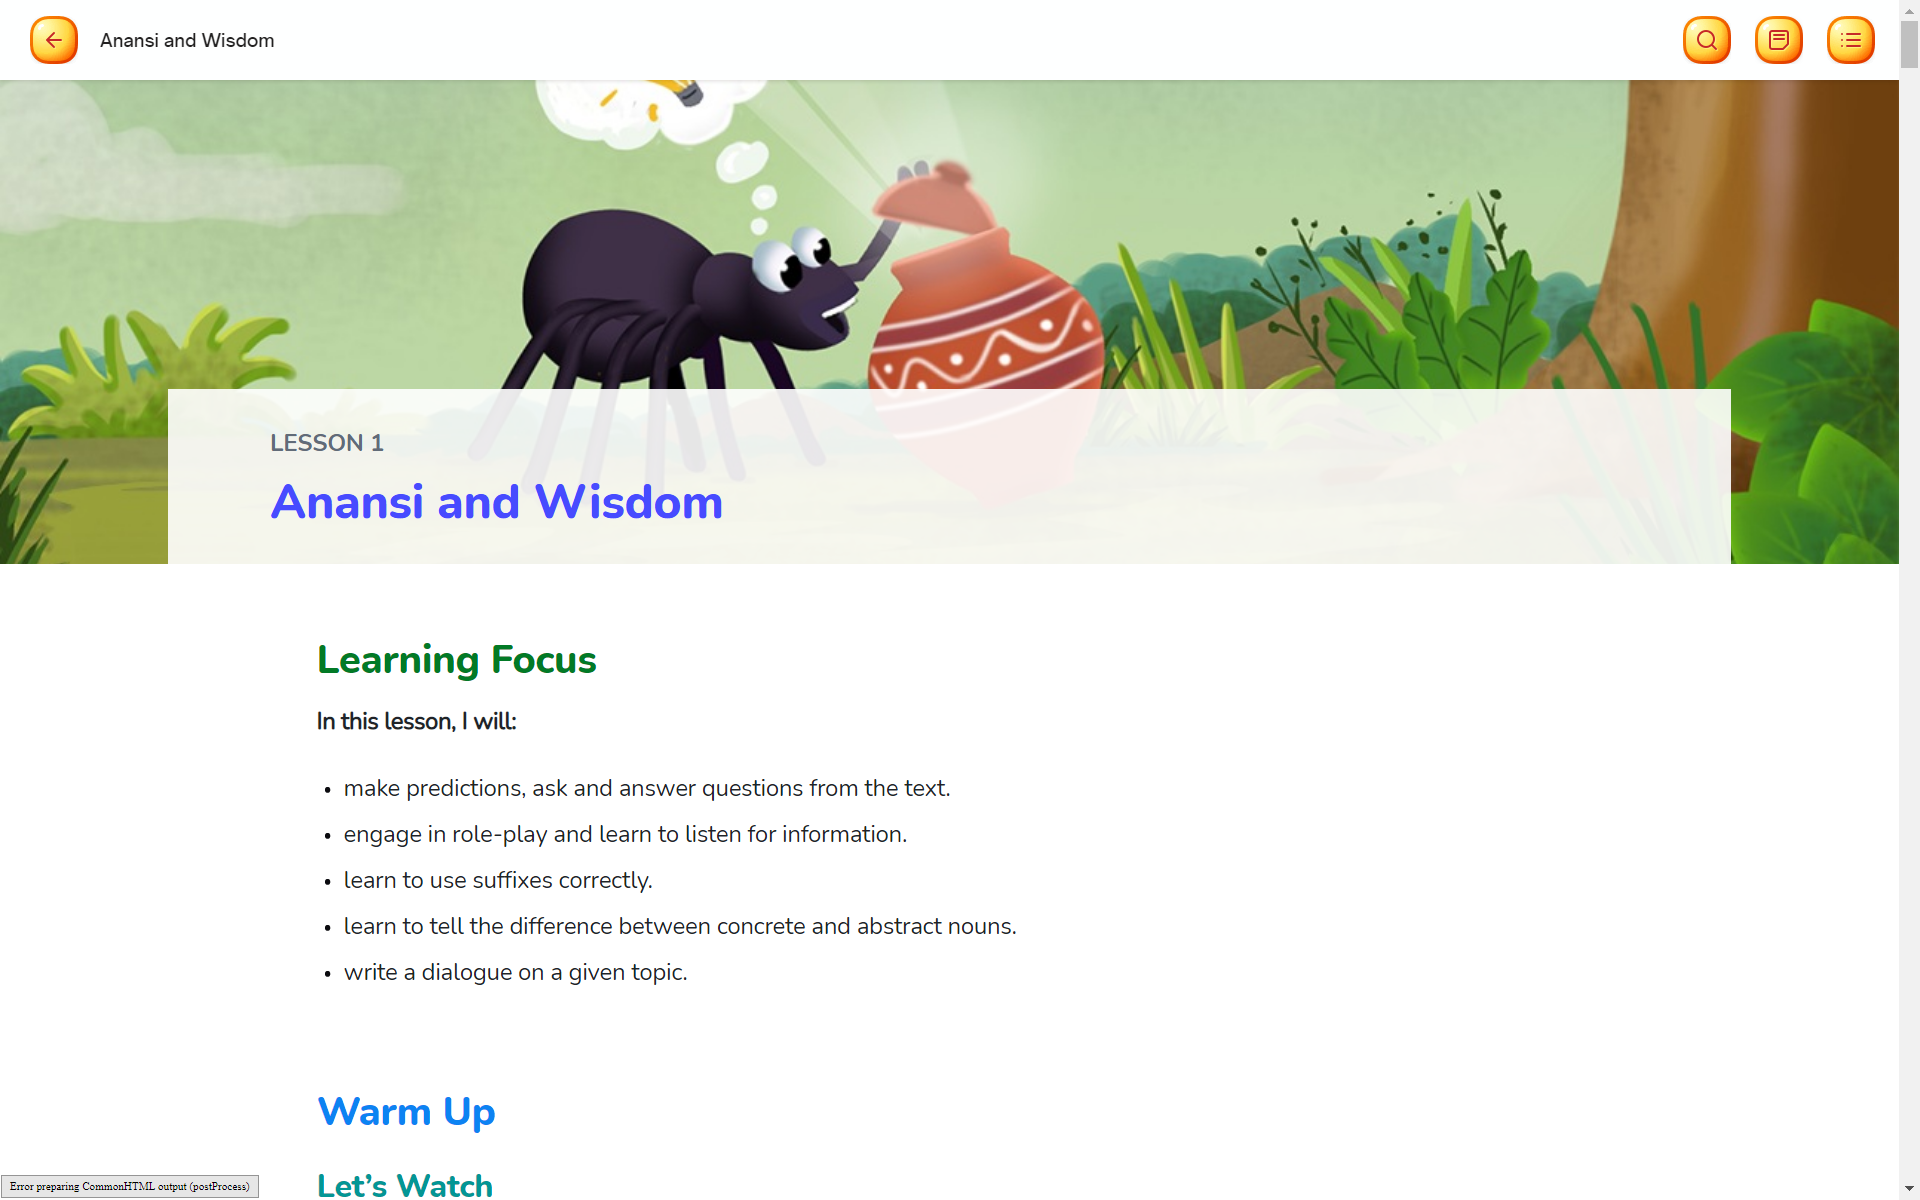 Anansi and Wisdom
LESSON 1
Anansi and Wisdom
Learning Focus
In this lesson, I will:
• make predictions, ask and answer questions from the text.
• engage in role-play and learn to listen for information.
• learn to use suffixes correctly.
• learn to tell the difference between concrete and abstract nouns.
• write a dialogue on a given topic.
Warm Up
Let’s Watch
Error preparing CommonHTML output (postProcess)